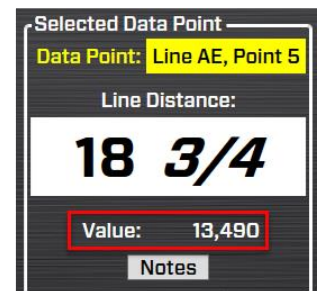 Selected Data Point
Data Point: Line AE, Point 5
Line Distance:
18 3/4
Value: 13,490
Notes